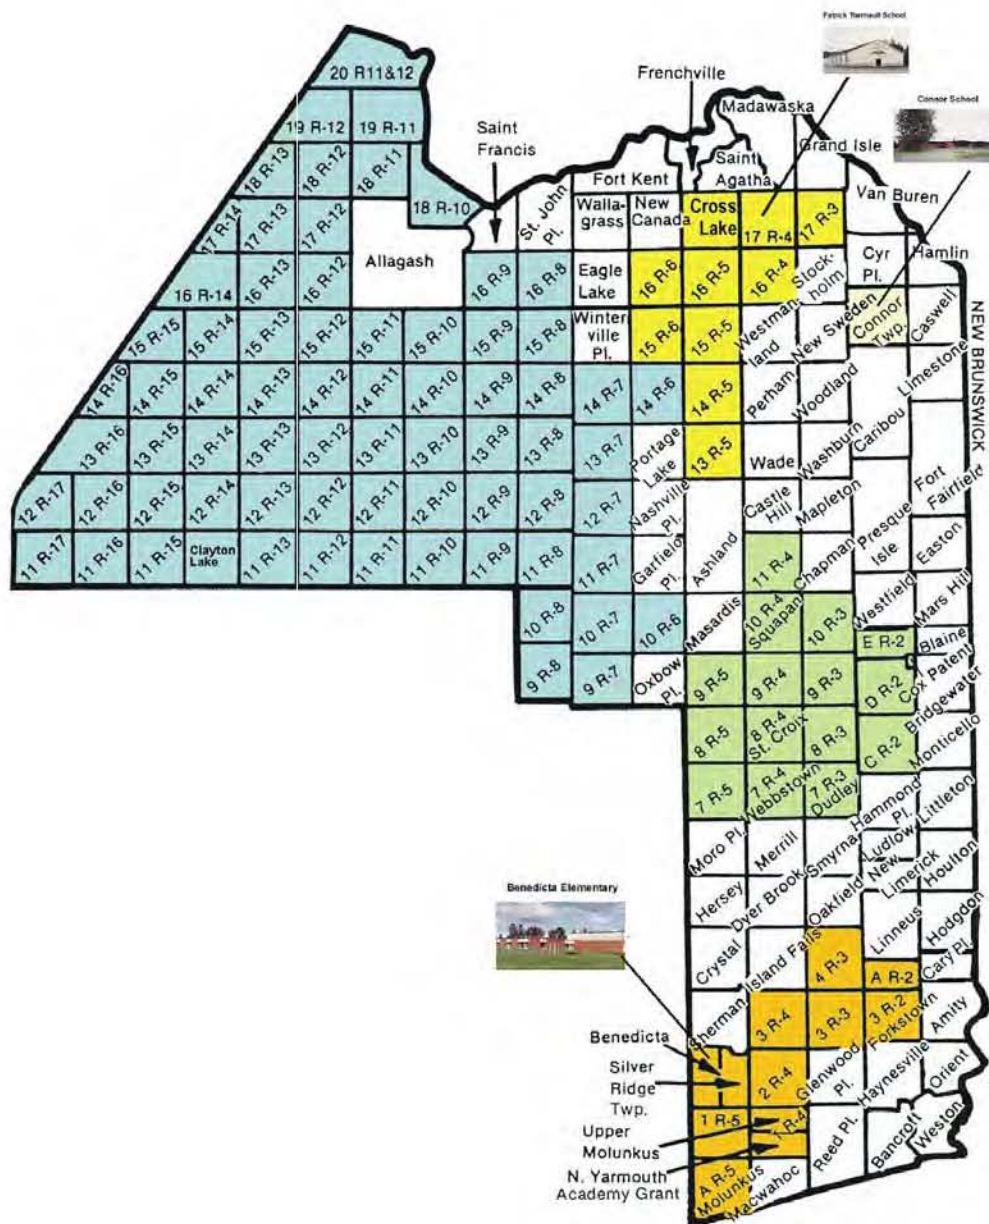 Patrick Therriault School
Frenchville
Connor School
20 R11&12
Madawaska
19 R-12
19 R-11
Saint
Francis
Grand Isle
Saint
Agatha
18 R-13
18 R-12
18 R-11
Fort Kent
Van Buren
18 R-10
St. John
Pl.
Walla-
grass
New
Canada
Cross
Lake
17 R-4
17 R-3
17 R-14
17 R-13
17 R-12
Allagash
Cyr
Pl.
Hamlin
16 R-14
16 R-13
16 R-12
16 R-9
16 R-8
Eagle
Lake
16 R-6
16 R-5
16 R-4
Stock-
holm
Connor
Twp.
Caswell
NEW BRUNSWICK
15 R-15
15 R-14
15 R-13
15 R-12
15 R-11
15 R-10
15 R-9
15 R-8
Winter
ville
Pl.
15 R-6
15 R-5
Westman
land
New Sweden
Limestone
14 R-16
14 R-15
14 R-14
14 R-13
14 R-12
14 R-11
14 R-10
14 R-9
14 R-8
14 R-7
14 R-6
14 R-5
Perham
Woodland
Caribou
13 R-16
13 R-15
13 R-14
13 R-13
13 R-12
13 R-11
13 R-10
13 R-9
13 R-8
13 R-7
Portage
Lake
13 R-5
Wade
Washburn
Fort
Fairfield
12 R-17
12 R-16
12 R-15
12 R-14
12 R-13
12 R-12
12 R-11
12 R-10
12 R-9
12 R-8
12 R-7
Nashville
Pl.
Castle
Hill
Mapleton
Presque
Isle
Easton
11 R-17
11 R-16
11 R-15
Clayton
Lake
11 R-13
11 R-12
11 R-11
11 R-10
11 R-9
11 R-8
11 R-7
Garfield
Pl.
Ashland
11 R-4
Chapman
Westfield
Mars Hill
10 R-8
10 R-7
10 R-6
Masardis
10 R-4
Squapan
10 R-3
E R-2
Blaine
9 R-8
9 R-7
Oxbow
Pl.
9 R-5
9 R-4
9 R-3
D R-2
Cox Patent
Bridgewater
8 R-5
8 R-4
St. Croix
8 R-3
C R-2
Monticello
7 R-5
7 R-4
Webbstown
7 R-3
Dudley
Hammond
Pl.
Littleton
Moro Pl.
Merrill
Smyrna
Ludlow
New
Limerick
Houlton
Benedicta Elementary
Hersey
Dyer Brook
Oakfield
Linneus
Hodgdon
Crystal
Island Falls
4 R-3
A R-2
Cary Pl.
Sherman
3 R-4
3 R-3
3 R-2
Forkstown
Amity
Benedicta
Silver
Ridge
Twp.
2 R-4
Glenwood
Pl.
Haynesville
Orient
1 R-5
1 R-4
Upper
Molunkus
Reed Pl.
Bancroft
Weston
N. Yarmouth
Academy Grant
A R-5
Molunkus
Macwahoc